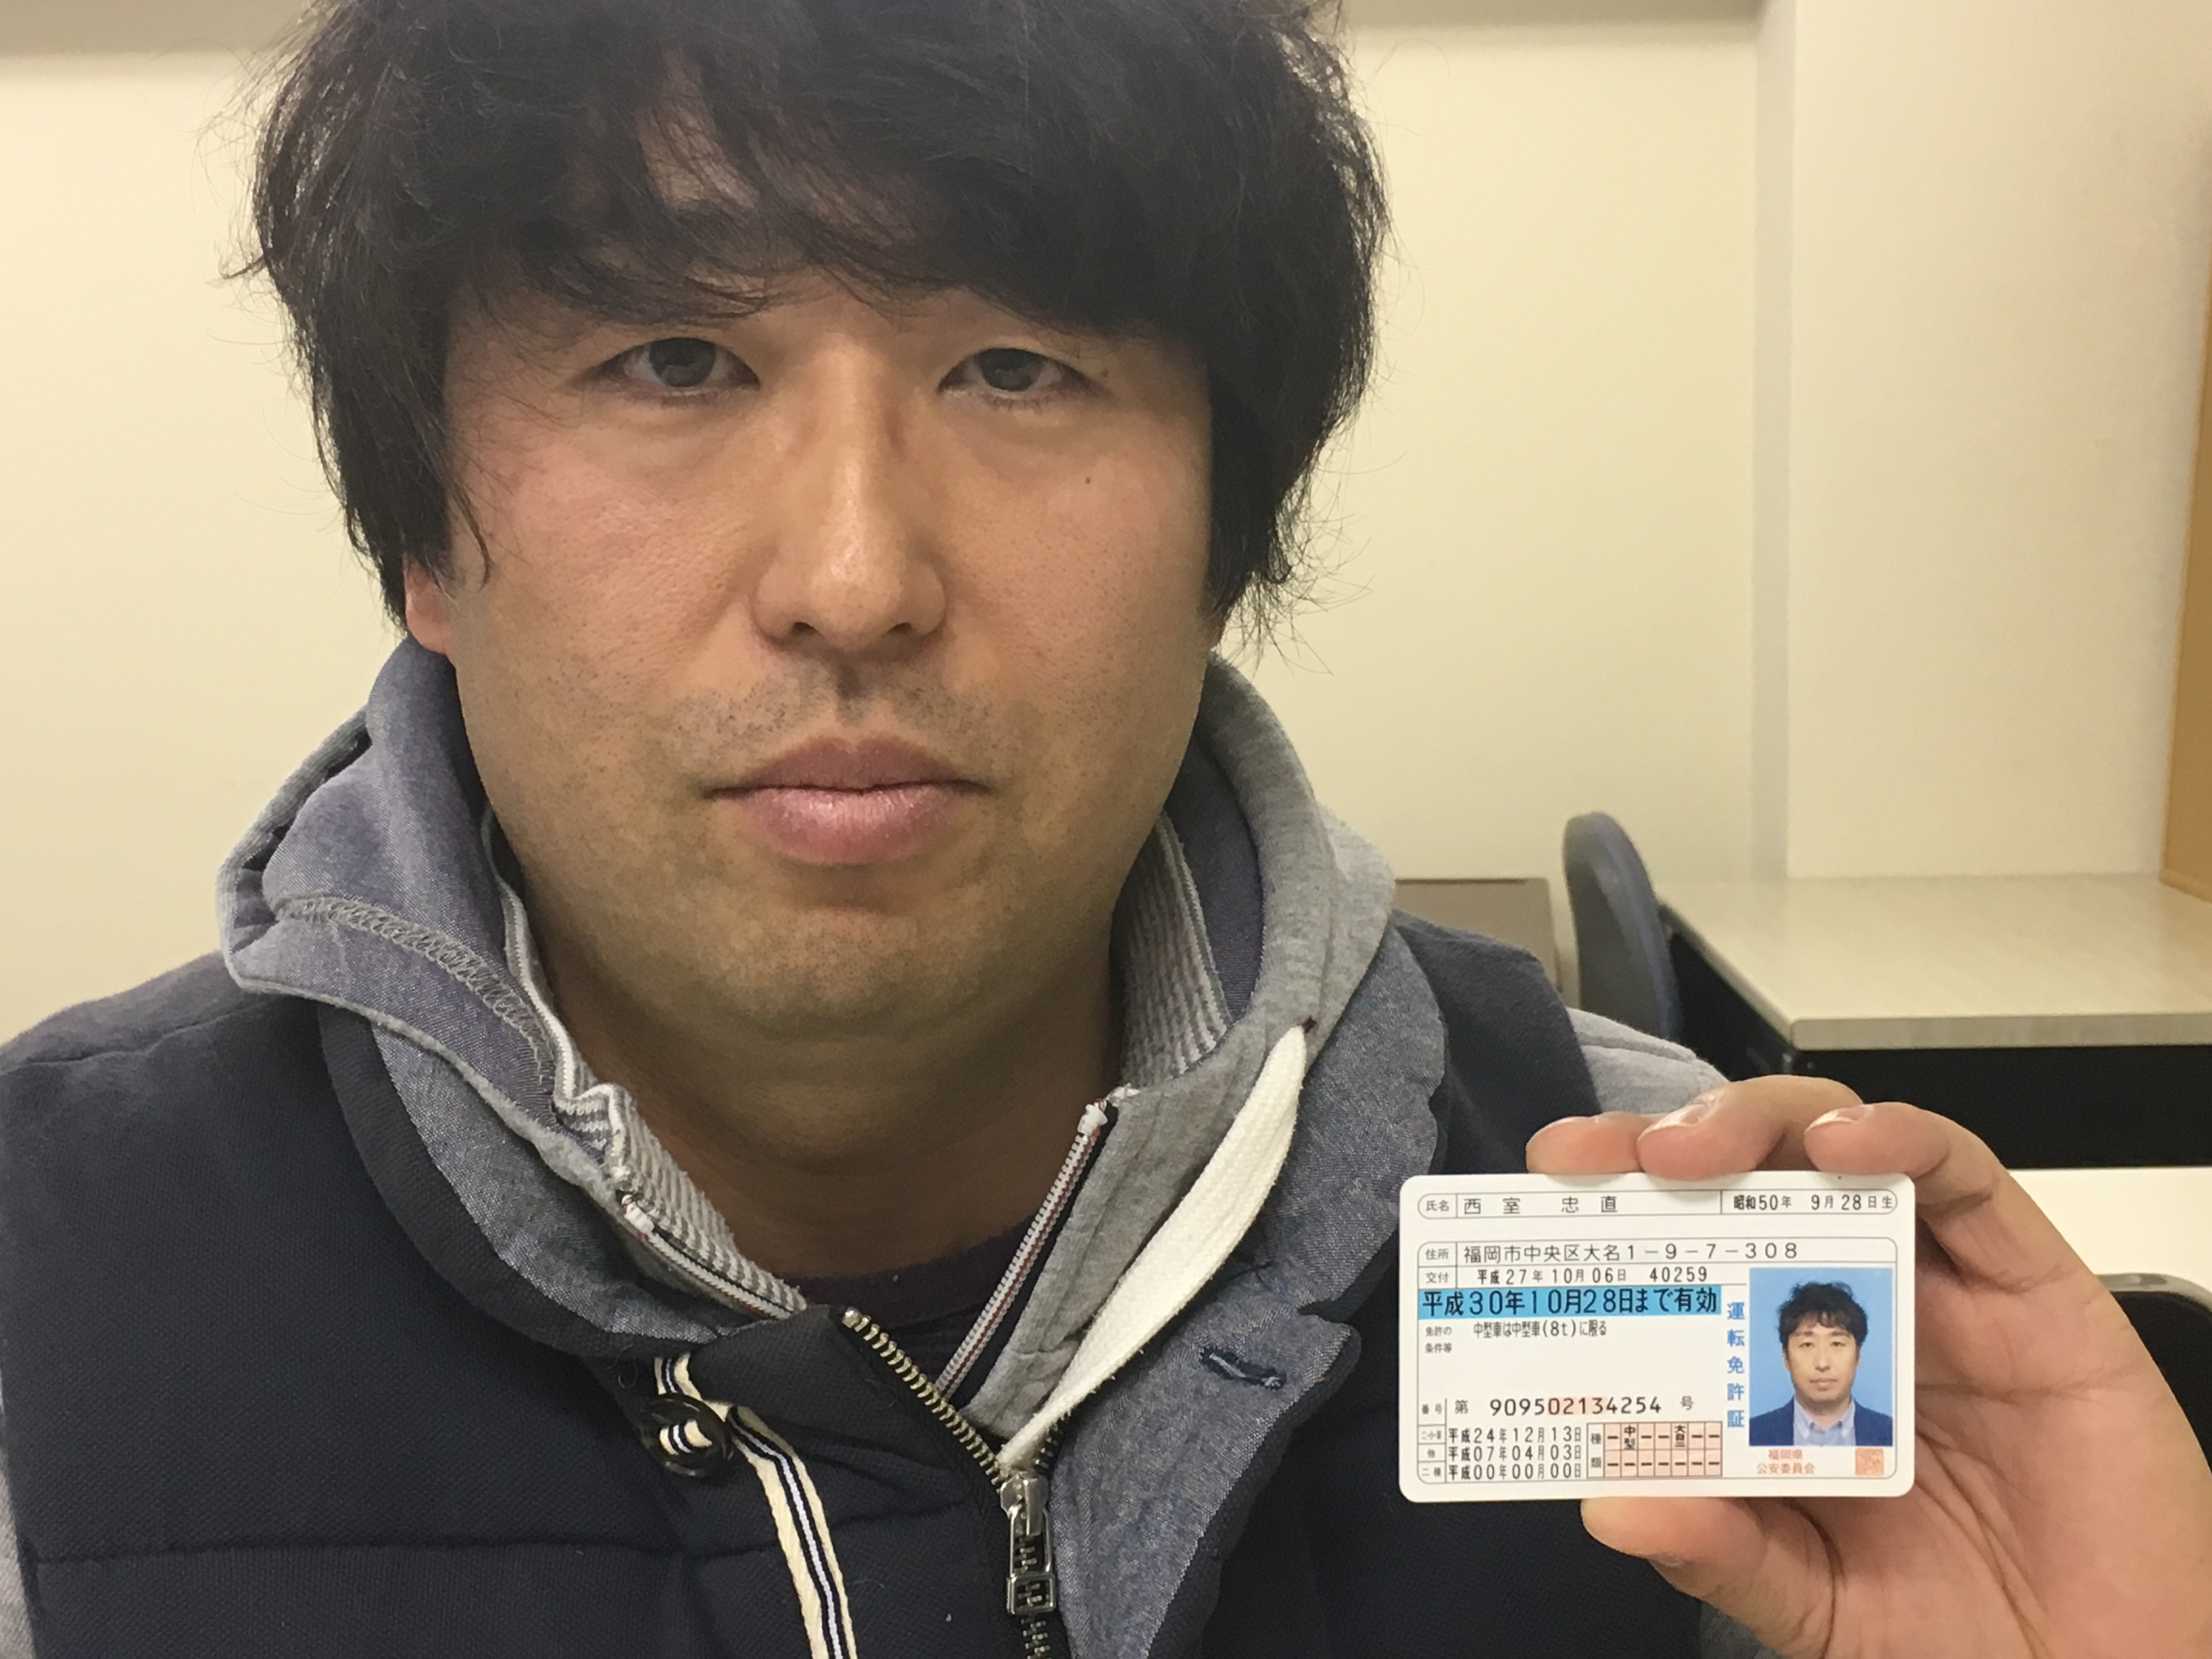 氏名 西室 忠直 昭和50年 9月28日生
住所 福岡市中央区大名1-9-7-308
交付 平成27年10月06日 40259
平成30年10月28日まで有効
免許の条件等 中型車は中型車(8t)に限る
運転免許証
番号 第 909502134254 号
二・小・原 平成24年12月13日
他 平成07年04月03日
二種 平成00年00月00日
種類 中型
福岡県
公安委員会